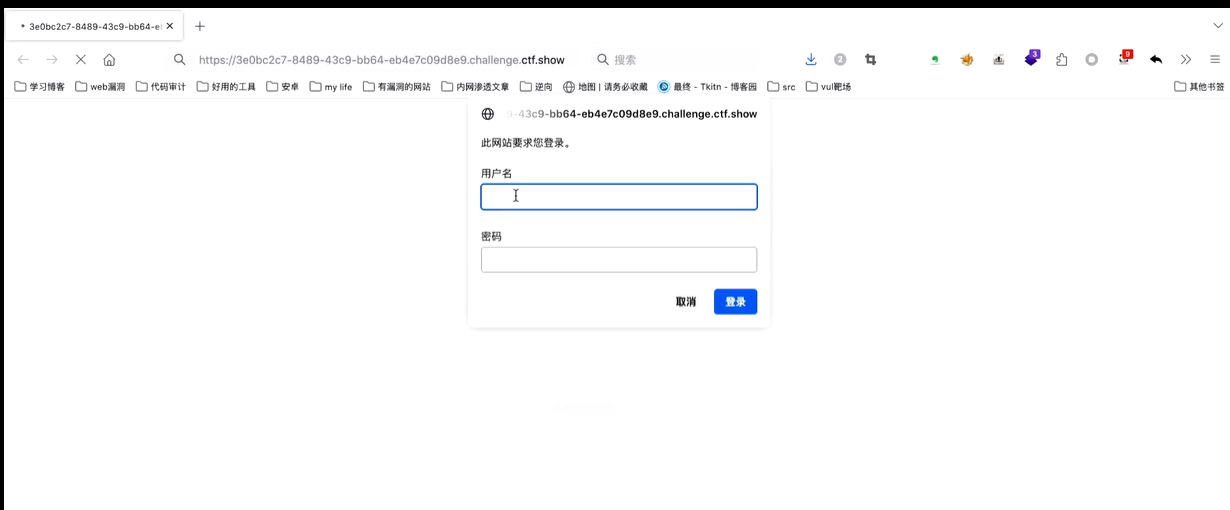 3e0bc2c7-8489-43c9-bb64-e
https://3e0bc2c7-8489-43c9-bb64-eb4e7c09d8e9.challenge.ctf.show 搜索 2 3 9
学习博客 web漏洞 代码审计 好用的工具 安卓 my life 有漏洞的网站 内网渗透文章 逆向 地图 | 请务必收藏 最终 - Tkitn - 博客园 src vul靶场 其他书签
-43c9-bb64-eb4e7c09d8e9.challenge.ctf.show
此网站要求您登录。
用户名
密码
取消 登录